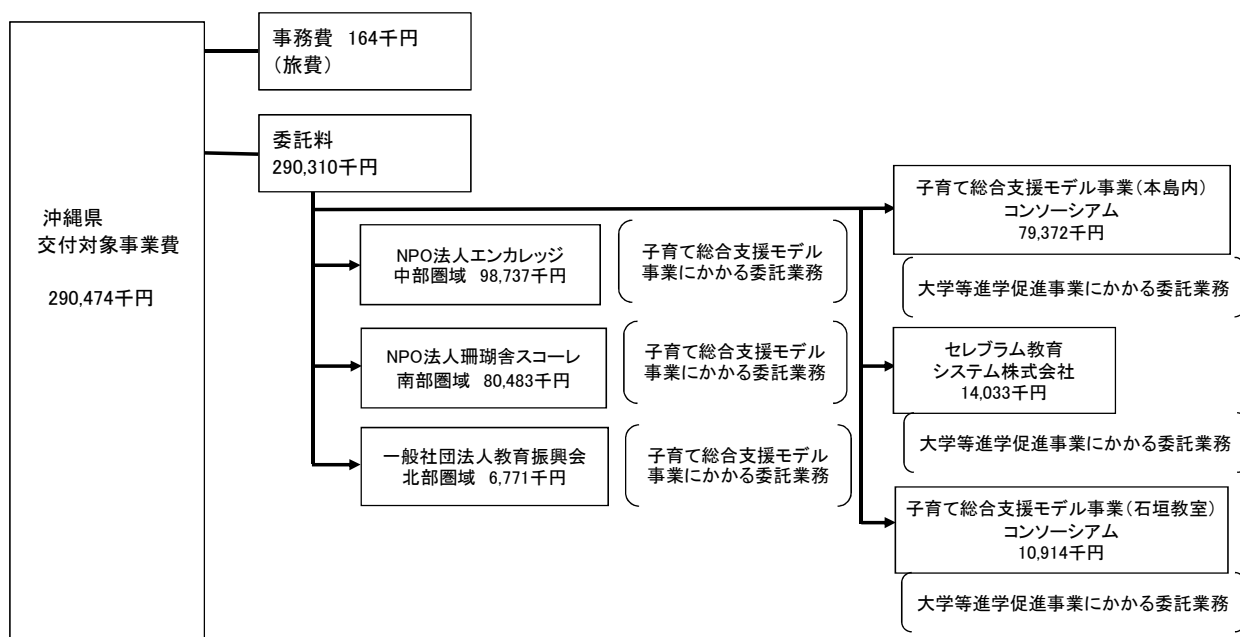 沖縄県
交付対象事業費
290,474千円
事務費 164千円
（旅費）
委託料
290,310千円
NPO法人エンカレッジ
中部圏域 98,737千円
子育て総合支援モデル
事業にかかる委託業務
NPO法人珊瑚舎スコーレ
南部圏域 80,483千円
子育て総合支援モデル
事業にかかる委託業務
一般社団法人教育振興会
北部圏域 6,771千円
子育て総合支援モデル
事業にかかる委託業務
子育て総合支援モデル事業（本島内）
コンソーシアム
79,372千円
大学等進学促進事業にかかる委託業務
セレブラム教育
システム株式会社
14,033千円
大学等進学促進事業にかかる委託業務
子育て総合支援モデル事業（石垣教室）
コンソーシアム
10,914千円
大学等進学促進事業にかかる委託業務